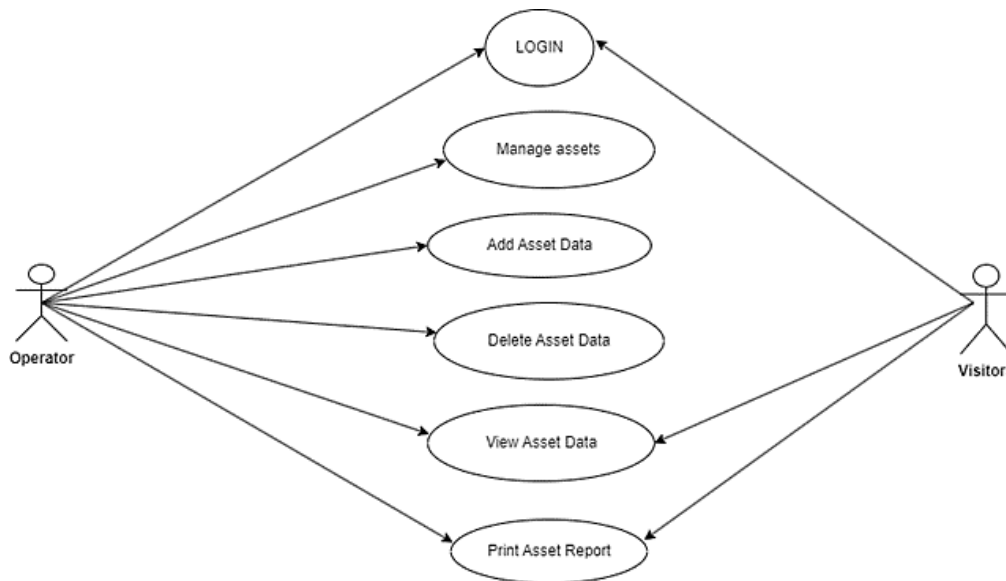 LOGIN
Manage assets
Add Asset Data
Delete Asset Data
Operator
Visitor
View Asset Data
Print Asset Report